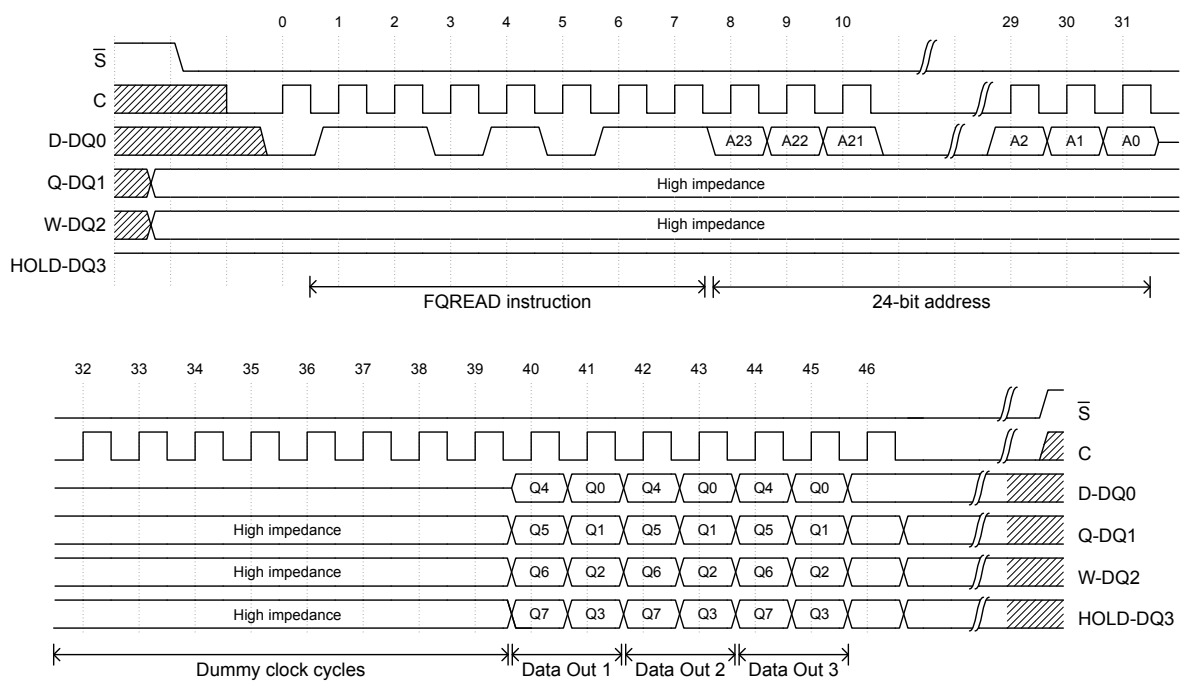 0 1 2 3 4 5 6 7 8 9 10 29 30 31
S̅
C
D-DQ0 A23 A22 A21 A2 A1 A0
Q-DQ1 High impedance
W-DQ2 High impedance
HOLD-DQ3
FQREAD instruction 24-bit address
32 33 34 35 36 37 38 39 40 41 42 43 44 45 46
S̅
C
Q4 Q0 Q4 Q0 Q4 Q0 D-DQ0
High impedance Q5 Q1 Q5 Q1 Q5 Q1 Q-DQ1
High impedance Q6 Q2 Q6 Q2 Q6 Q2 W-DQ2
High impedance Q7 Q3 Q7 Q3 Q7 Q3 HOLD-DQ3
Dummy clock cycles Data Out 1 Data Out 2 Data Out 3